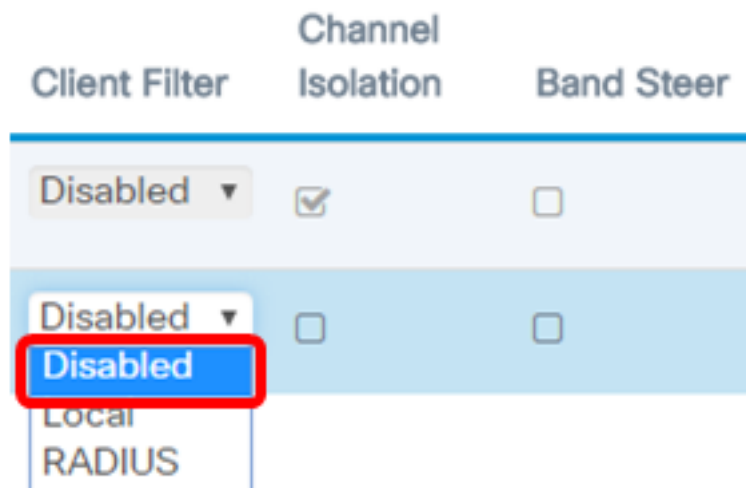 Channel
Client Filter Isolation Band Steer
Disabled ▼
Disabled ▼
Disabled
Local
RADIUS